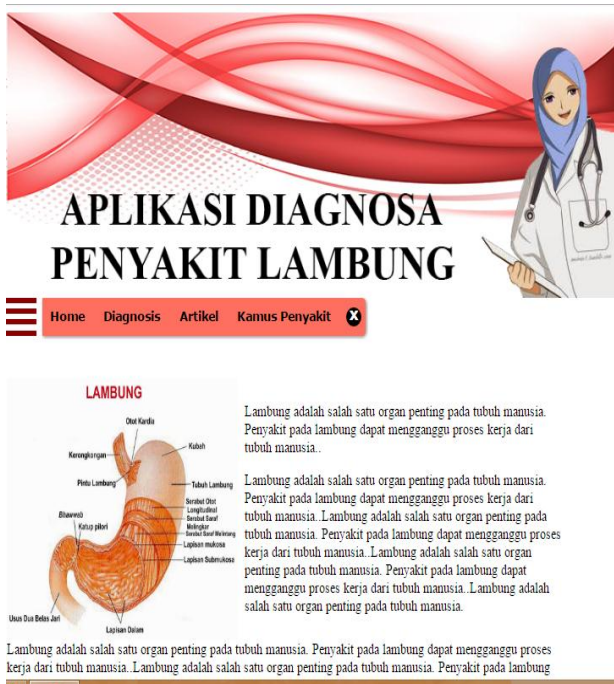 APLIKASI DIAGNOSA
PENYAKIT LAMBUNG
Home Diagnosis Artikel Kamus Penyakit X
LAMBUNG
Otot Kardia
Kerongkongan
Kubah
Pintu Lambung
Tubuh Lambung
Bhawwab
Katup pilori
Serabut Otot
Longitudinal
Serbut Saraf
Melingkar
Serbut Saraf Melintang
Lapisan mukosa
Lapisan Submukosa
Usus Dua Belas Jari
Lapisan Dalam
Lambung adalah salah satu organ penting pada tubuh manusia.
Penyakit pada lambung dapat mengganggu proses kerja dari
tubuh manusia..
Lambung adalah salah satu organ penting pada tubuh manusia.
Penyakit pada lambung dapat mengganggu proses kerja dari
tubuh manusia..Lambung adalah salah satu organ penting pada
tubuh manusia. Penyakit pada lambung dapat mengganggu proses
kerja dari tubuh manusia..Lambung adalah salah satu organ
penting pada tubuh manusia. Penyakit pada lambung dapat
mengganggu proses kerja dari tubuh manusia..Lambung adalah
salah satu organ penting pada tubuh manusia.
Lambung adalah salah satu organ penting pada tubuh manusia. Penyakit pada lambung dapat mengganggu proses
kerja dari tubuh manusia..Lambung adalah salah satu organ penting pada tubuh manusia. Penyakit pada lambung